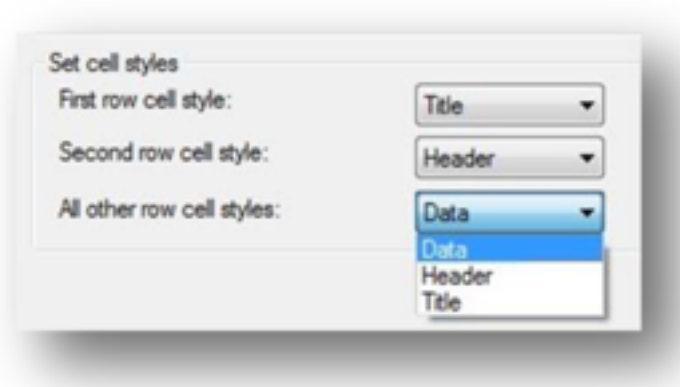 Set cell styles
First row cell style: Title
Second row cell style: Header
All other row cell styles: Data
Data
Header
Title